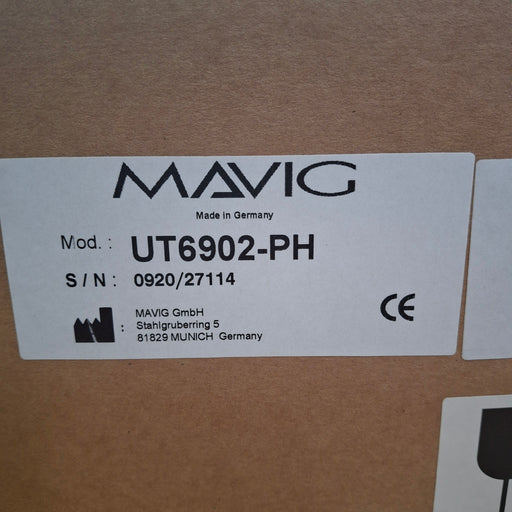 MAVIG
Made in Germany
Mod. : UT6902-PH
S / N : 0920/27114
: MAVIG GmbH
Stahlgruberring 5
81829 MUNICH Germany
CE